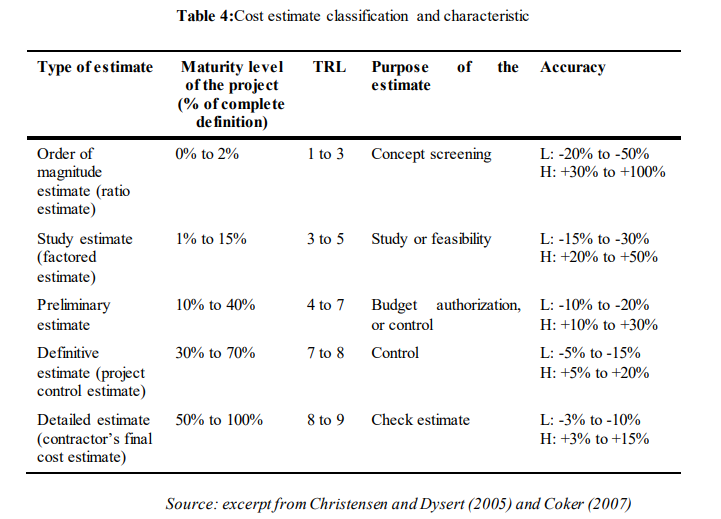 Table 4:Cost estimate classification and characteristic
Type of estimate Maturity level of the project (% of complete definition) TRL Purpose of the estimate Accuracy
Order of magnitude estimate (ratio estimate) 0% to 2% 1 to 3 Concept screening L: -20% to -50% H: +30% to +100%
Study estimate (factored estimate) 1% to 15% 3 to 5 Study or feasibility L: -15% to -30% H: +20% to +50%
Preliminary estimate 10% to 40% 4 to 7 Budget authorization, or control L: -10% to -20% H: +10% to +30%
Definitive estimate (project control estimate) 30% to 70% 7 to 8 Control L: -5% to -15% H: +5% to +20%
Detailed estimate (contractor's final cost estimate) 50% to 100% 8 to 9 Check estimate L: -3% to -10% H: +3% to +15%
Source: excerpt from Christensen and Dysert (2005) and Coker (2007)